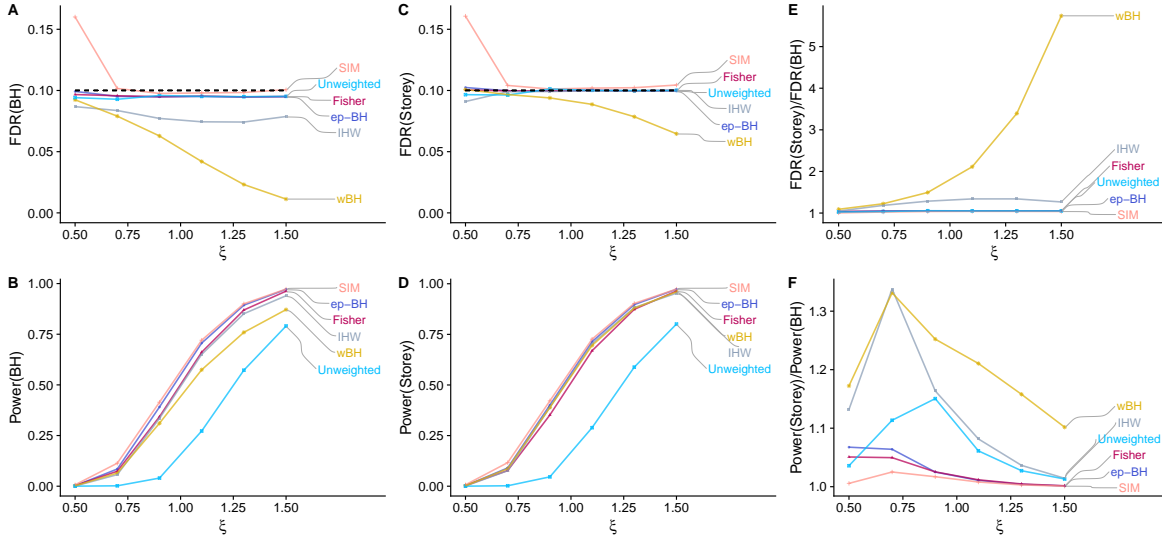 A
FDR(BH)
0.15
0.10
0.05
0.00
0.50
0.75
1.00
1.25
1.50
ξ
SIM
Unweighted
Fisher
ep−BH
IHW
wBH
C
FDR(Storey)
0.15
0.10
0.05
0.00
0.50
0.75
1.00
1.25
1.50
ξ
SIM
Fisher
Unweighted
IHW
ep−BH
wBH
E
FDR(Storey)/FDR(BH)
5
4
3
2
1
0.50
0.75
1.00
1.25
1.50
ξ
wBH
IHW
Fisher
Unweighted
ep−BH
SIM
B
Power(BH)
1.00
0.75
0.50
0.25
0.00
0.50
0.75
1.00
1.25
1.50
ξ
SIM
ep−BH
Fisher
IHW
wBH
Unweighted
D
Power(Storey)
1.00
0.75
0.50
0.25
0.00
0.50
0.75
1.00
1.25
1.50
ξ
SIM
ep−BH
Fisher
wBH
IHW
Unweighted
F
Power(Storey)/Power(BH)
1.3
1.2
1.1
1.0
0.50
0.75
1.00
1.25
1.50
ξ
wBH
IHW
Unweighted
Fisher
ep−BH
SIM